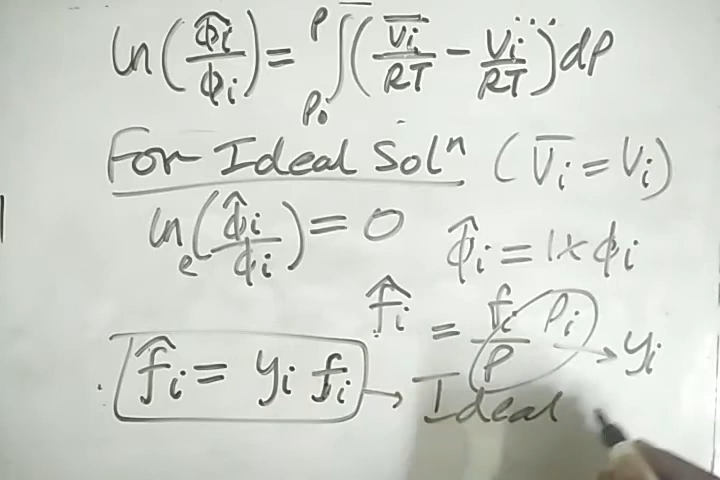 ln(ϕ̂i/ϕi) = ∫_{P₀}^{P} (V̄i/RT − Vi/RT) dP
For Ideal Solⁿ (V̄i = Vi)
lnₑ(ϕ̂i/ϕi) = 0
ϕ̂i = 1×ϕi
f̂i = fi/P Pi → yi
f̂i = yi fi → Ideal